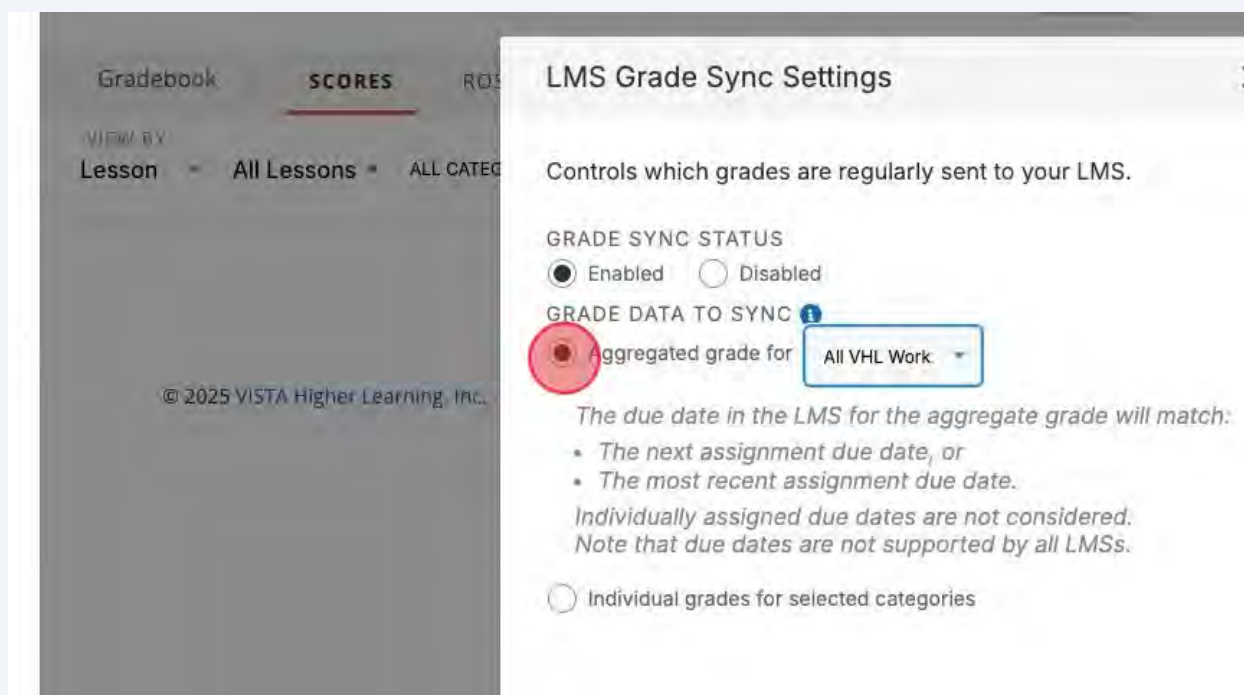 Gradebook SCORES
VIEW BY
Lesson All Lessons ALL CATEG
© 2025 VISTA Higher Learning, Inc.
LMS Grade Sync Settings
Controls which grades are regularly sent to your LMS.
GRADE SYNC STATUS
Enabled Disabled
GRADE DATA TO SYNC
Aggregated grade for All VHL Work
The due date in the LMS for the aggregate grade will match:
• The next assignment due date, or
• The most recent assignment due date.
Individually assigned due dates are not considered.
Note that due dates are not supported by all LMSs.
Individual grades for selected categories